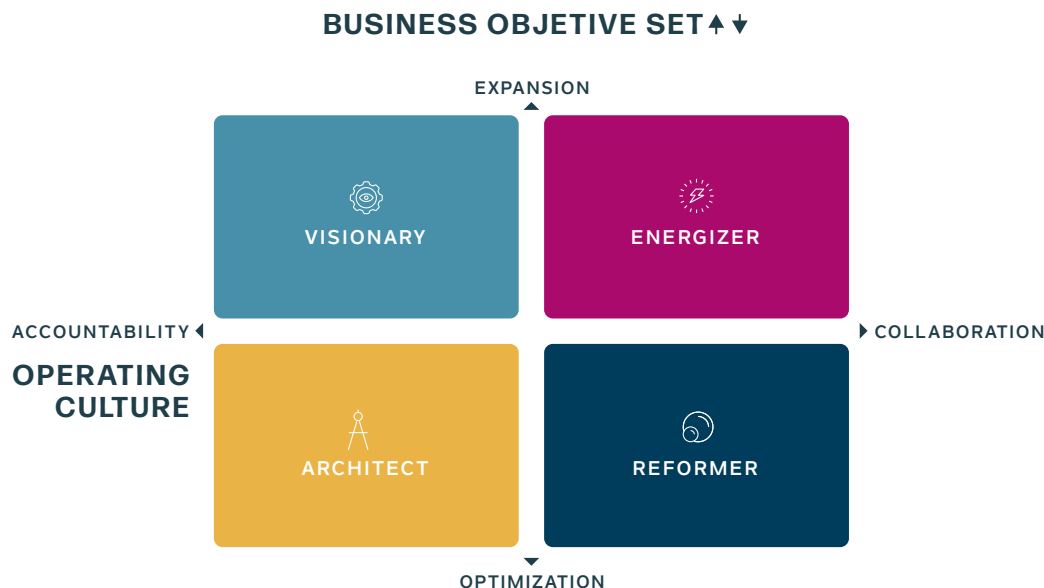 BUSINESS OBJETIVE SET
EXPANSION
VISIONARY
ENERGIZER
ACCOUNTABILITY
COLLABORATION
OPERATING
CULTURE
ARCHITECT
REFORMER
OPTIMIZATION